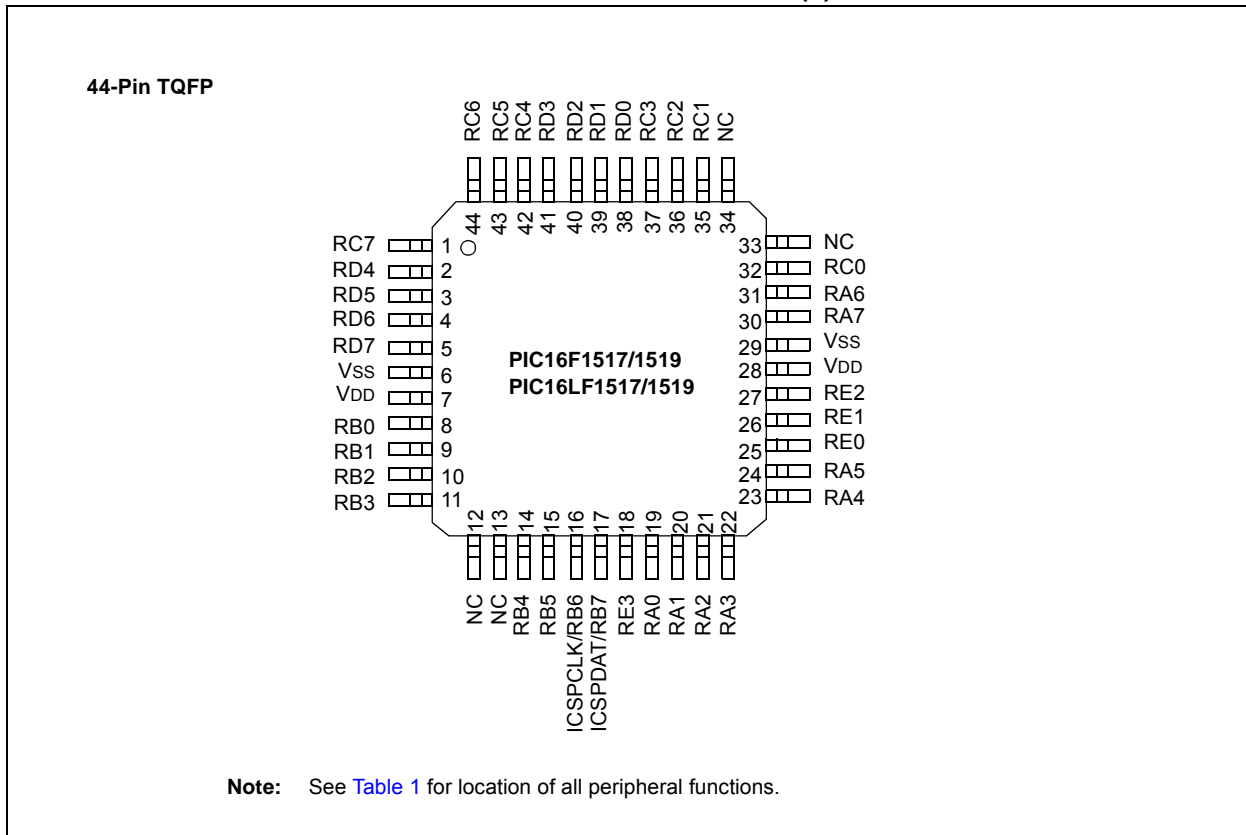 44-Pin TQFP
RC6
RC5
RC4
RD3
RD2
RD1
RD0
RC3
RC2
RC1
NC
44
43
42
41
40
39
38
37
36
35
34
RC7 1
RD4 2
RD5 3
RD6 4
RD7 5
VSS 6
VDD 7
RB0 8
RB1 9
RB2 10
RB3 11
PIC16F1517/1519
PIC16LF1517/1519
33 NC
32 RC0
31 RA6
30 RA7
29 VSS
28 VDD
27 RE2
26 RE1
25 RE0
24 RA5
23 RA4
12
13
14
15
16
17
18
19
20
21
22
NC
NC
RB4
RB5
ICSPCLK/RB6
ICSPDAT/RB7
RE3
RA0
RA1
RA2
RA3
Note: See Table 1 for location of all peripheral functions.